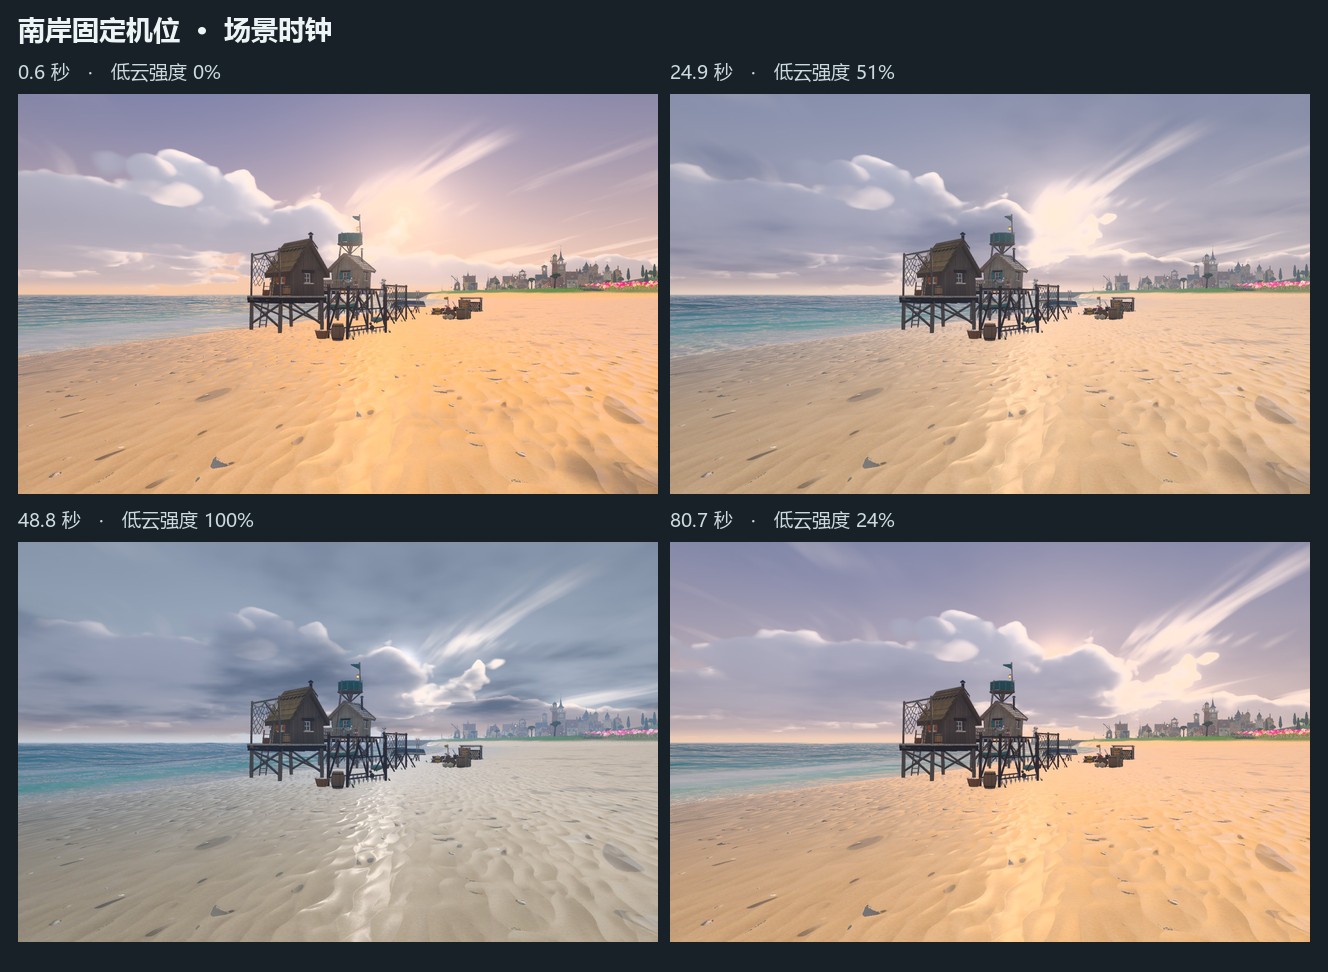 南岸固定机位 • 场景时钟
0.6 秒 · 低云强度 0%
24.9 秒 · 低云强度 51%
48.8 秒 · 低云强度 100%
80.7 秒 · 低云强度 24%